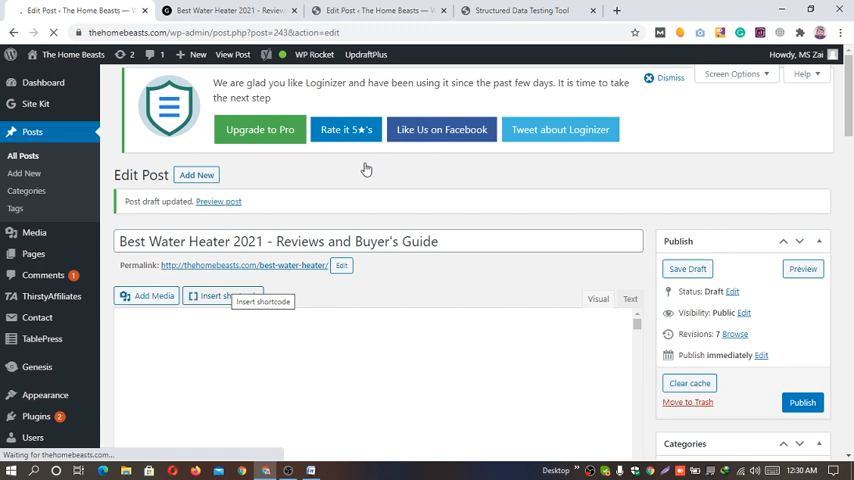 Edit Post ‹ The Home Beasts — W
Best Water Heater 2021 - Reviews
Edit Post ‹ The Home Beasts — W
Structured Data Testing Tool
thehomebeasts.com/wp-admin/post.php?post=243&action=edit
The Home Beasts
2
1
New
View Post
WP Rocket
UpdraftPlus
Howdy, MS Zai
Dashboard
Site Kit
Posts
All Posts
Add New
Categories
Tags
Media
Pages
Comments 1
ThirstyAffiliates
Contact
TablePress
Genesis
Appearance
Plugins 2
Users
We are glad you like Loginizer and have been using it since the past few days. It is time to take
the next step
Dismiss
Screen Options
Help
Upgrade to Pro
Rate it 5★'s
Like Us on Facebook
Tweet about Loginizer
Edit Post
Add New
Post draft updated. Preview post
Best Water Heater 2021 - Reviews and Buyer's Guide
Permalink: http://thehomebeasts.com/best-water-heater/ Edit
Add Media
Insert sh
Insert shortcode
Visual
Text
Publish
Save Draft
Preview
Status: Draft Edit
Visibility: Public Edit
Revisions: 7 Browse
Publish immediately Edit
Clear cache
Move to Trash
Publish
Categories
Waiting for thehomebeasts.com...
Desktop
12:30 AM